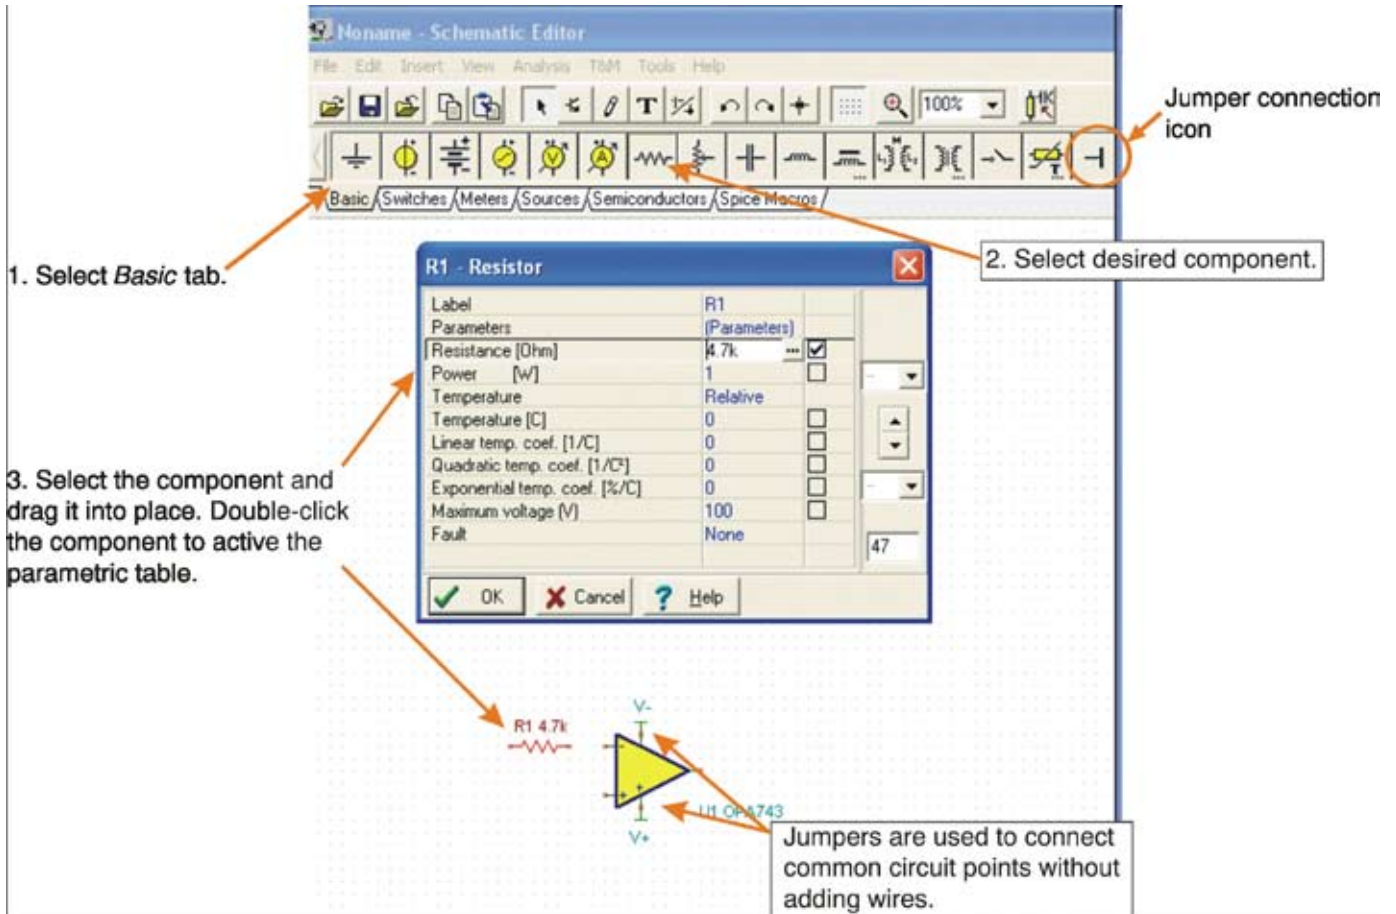 Noname - Schematic Editor
File Edit Insert View Analysis T&M Tools Help
100%
Jumper connection
icon
Basic Switches Meters Sources Semiconductors Spice Macros
1. Select Basic tab.
2. Select desired component.
R1 - Resistor
Label R1
Parameters (Parameters)
Resistance [Ohm] 4.7k ...
Power [W] 1
Temperature Relative
Temperature [C] 0
Linear temp. coef. [1/C] 0
Quadratic temp. coef. [1/C²] 0
Exponential temp. coef. [%/C] 0
Maximum voltage (V) 100
Fault None
47
OK Cancel Help
3. Select the component and
drag it into place. Double-click
the component to active the
parametric table.
V-
R1 4.7k
U1 OPA743
V+
Jumpers are used to connect
common circuit points without
adding wires.